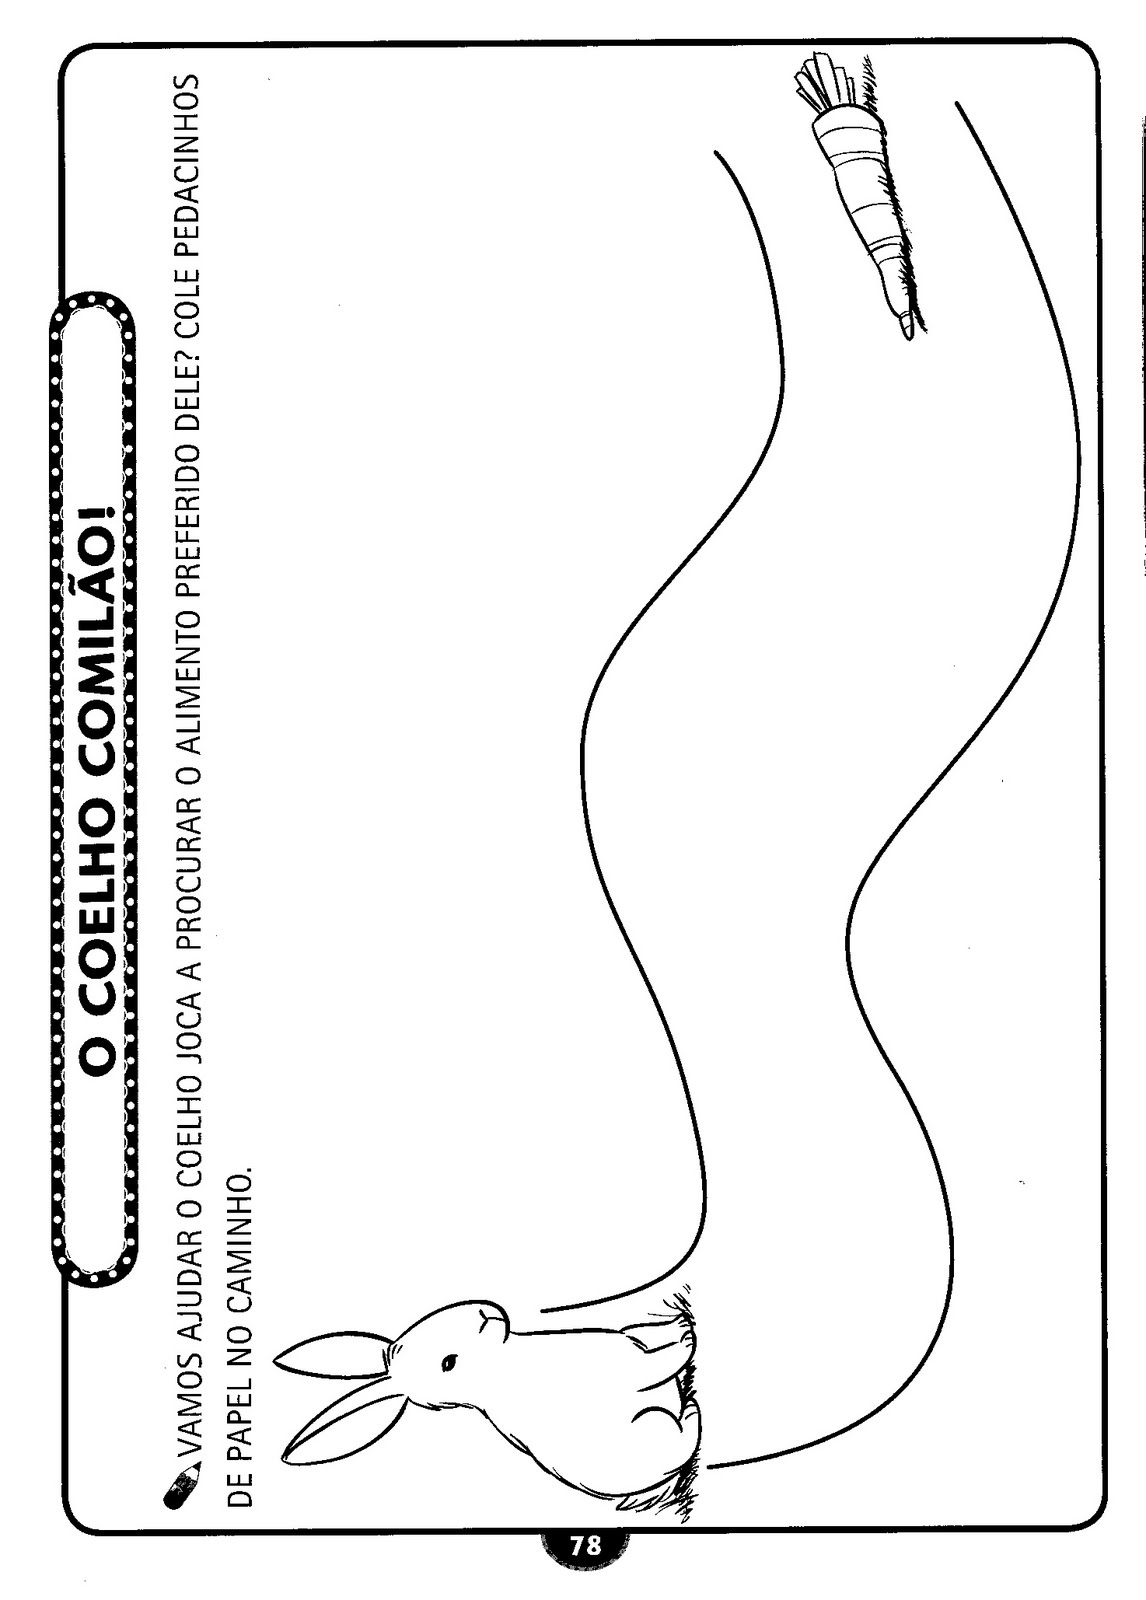 O COELHO COMILÃO!
VAMOS AJUDAR O COELHO JOCA A PROCURAR O ALIMENTO PREFERIDO DELE? COLE PEDACINHOS
DE PAPEL NO CAMINHO.
78